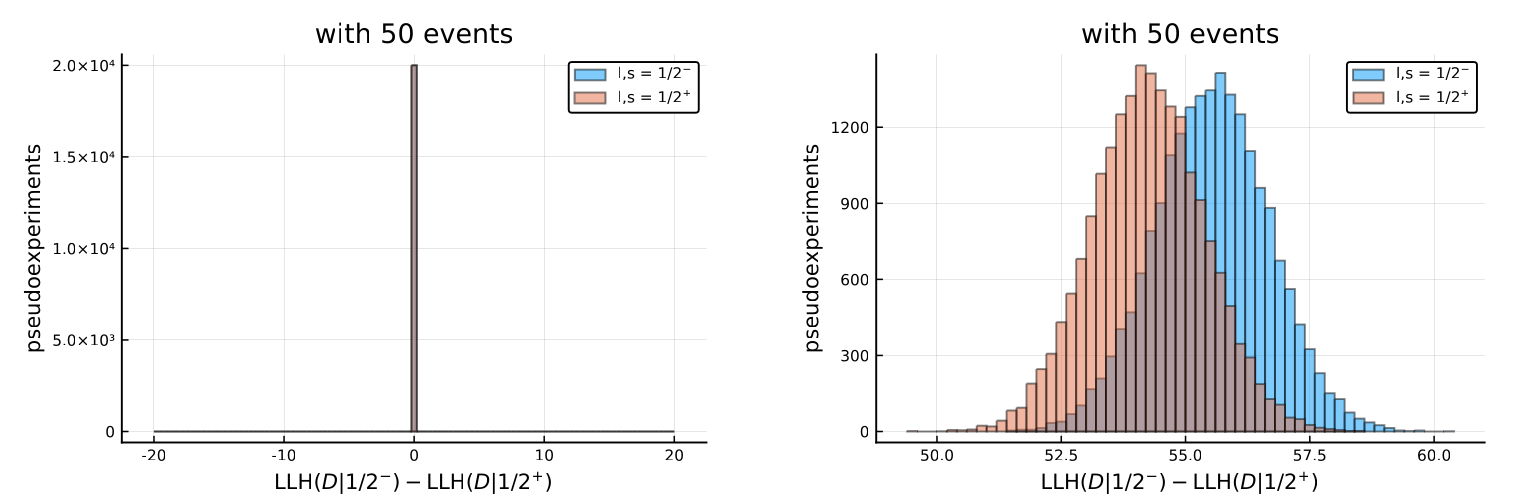 with 50 events
pseudoexperiments
2.0×10⁴
1.5×10⁴
1.0×10⁴
5.0×10³
0
-20
-10
0
10
20
LLH(D|1/2⁻) − LLH(D|1/2⁺)
l,s = 1/2⁻
l,s = 1/2⁺
with 50 events
pseudoexperiments
1200
900
600
300
0
50.0
52.5
55.0
57.5
60.0
LLH(D|1/2⁻) − LLH(D|1/2⁺)
l,s = 1/2⁻
l,s = 1/2⁺